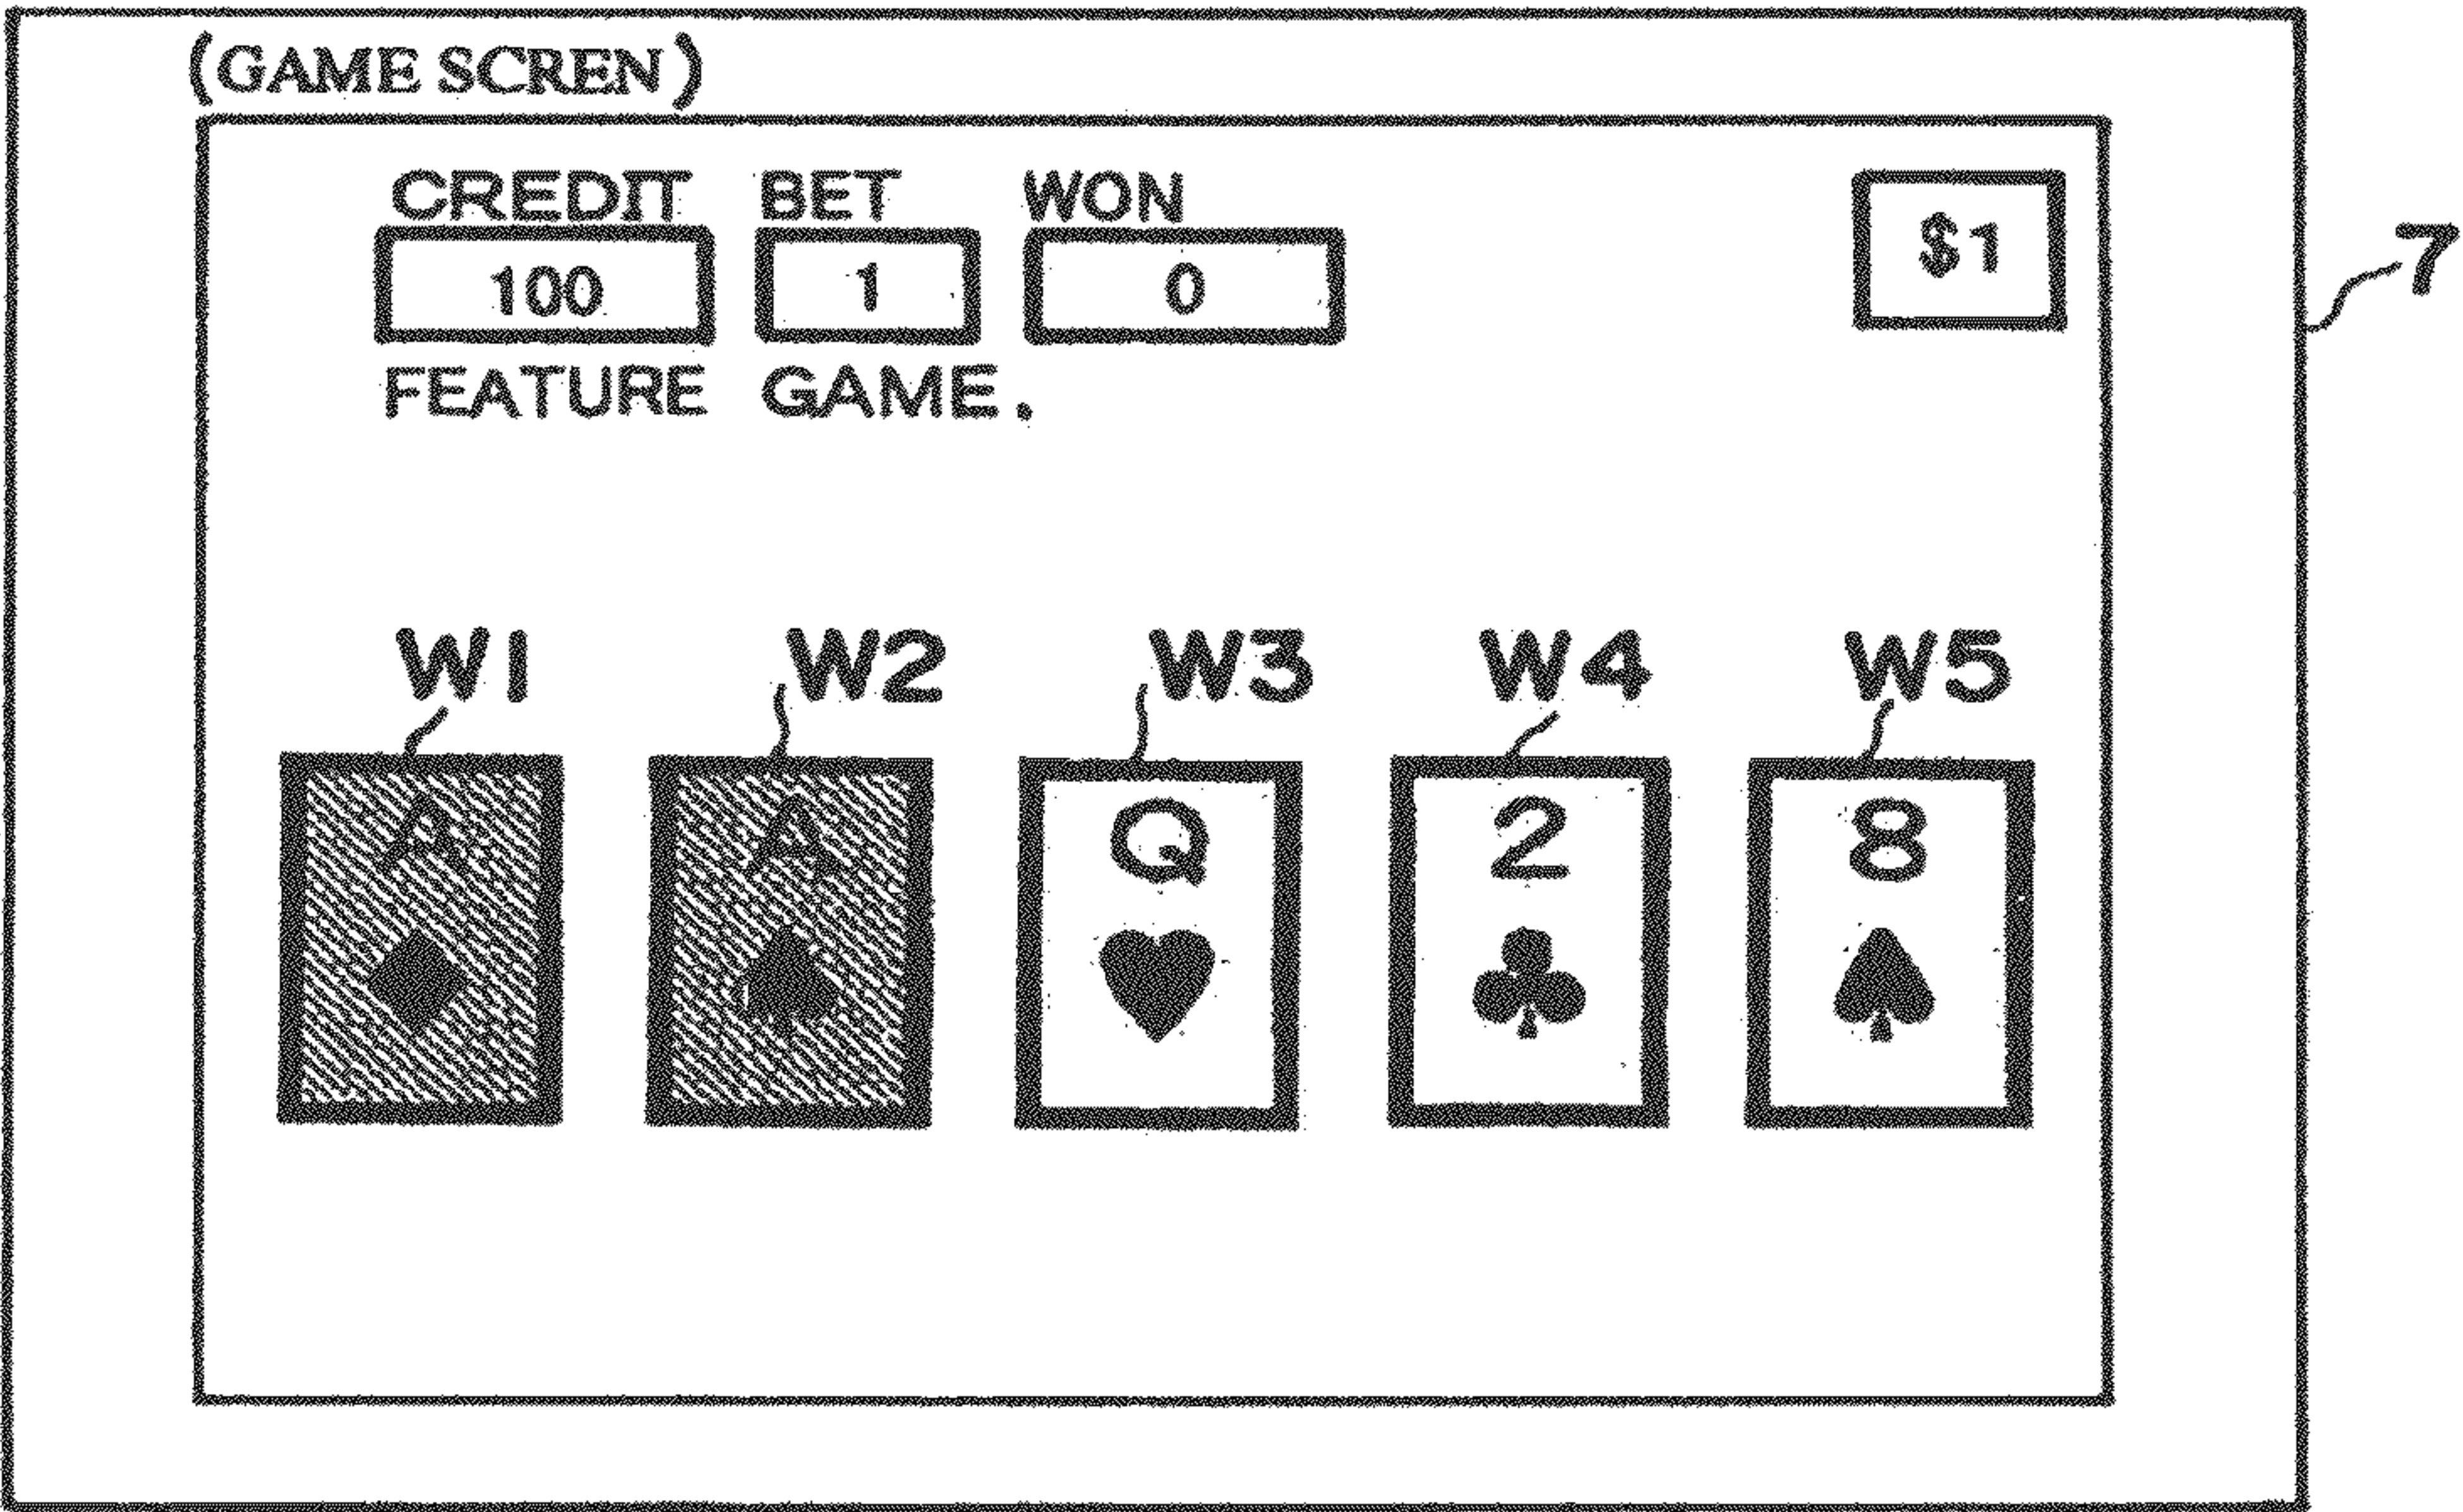 (GAME SCREN)
CREDIT BET WON
100 1 0 $1
7
FEATURE GAME.
W1 W2 W3 W4 W5
A A Q 2 8